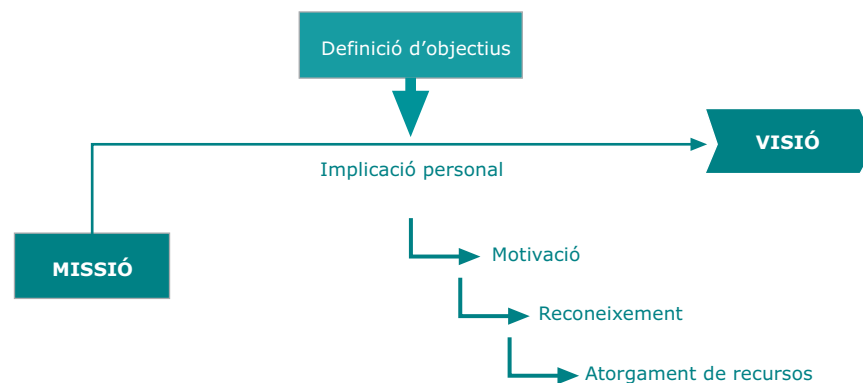 Definició d’objectius
VISIÓ
Implicació personal
MISSIÓ
Motivació
Reconeixement
Atorgament de recursos